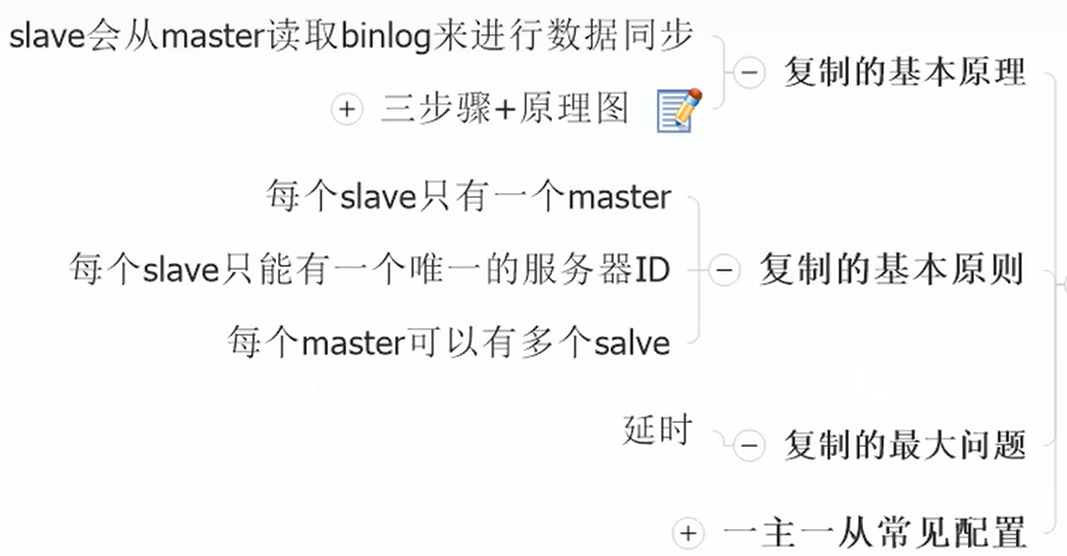 slave会从master读取binlog来进行数据同步
复制的基本原理
三步骤+原理图
每个slave只有一个master
每个slave只能有一个唯一的服务器ID
复制的基本原则
每个master可以有多个salve
延时
复制的最大问题
一主一从常见配置